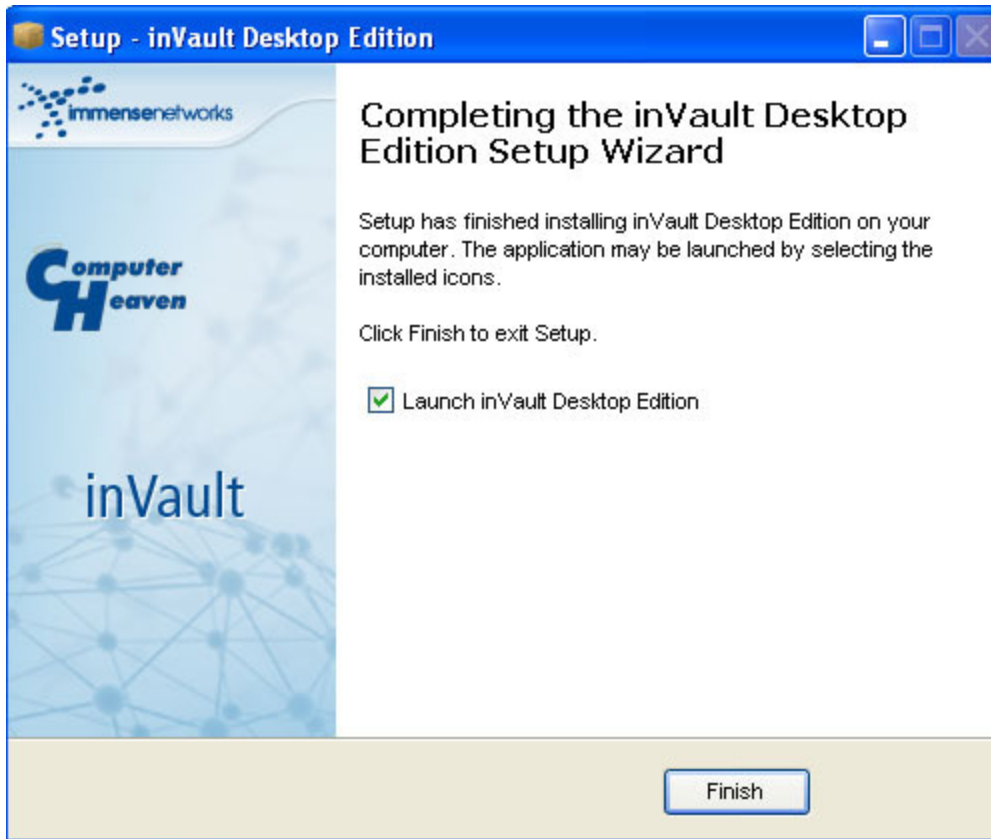 Setup - inVault Desktop Edition
immensenetworks
Computer
Heaven
inVault
Completing the inVault Desktop
Edition Setup Wizard
Setup has finished installing inVault Desktop Edition on your
computer. The application may be launched by selecting the
installed icons.
Click Finish to exit Setup.
Launch inVault Desktop Edition
Finish